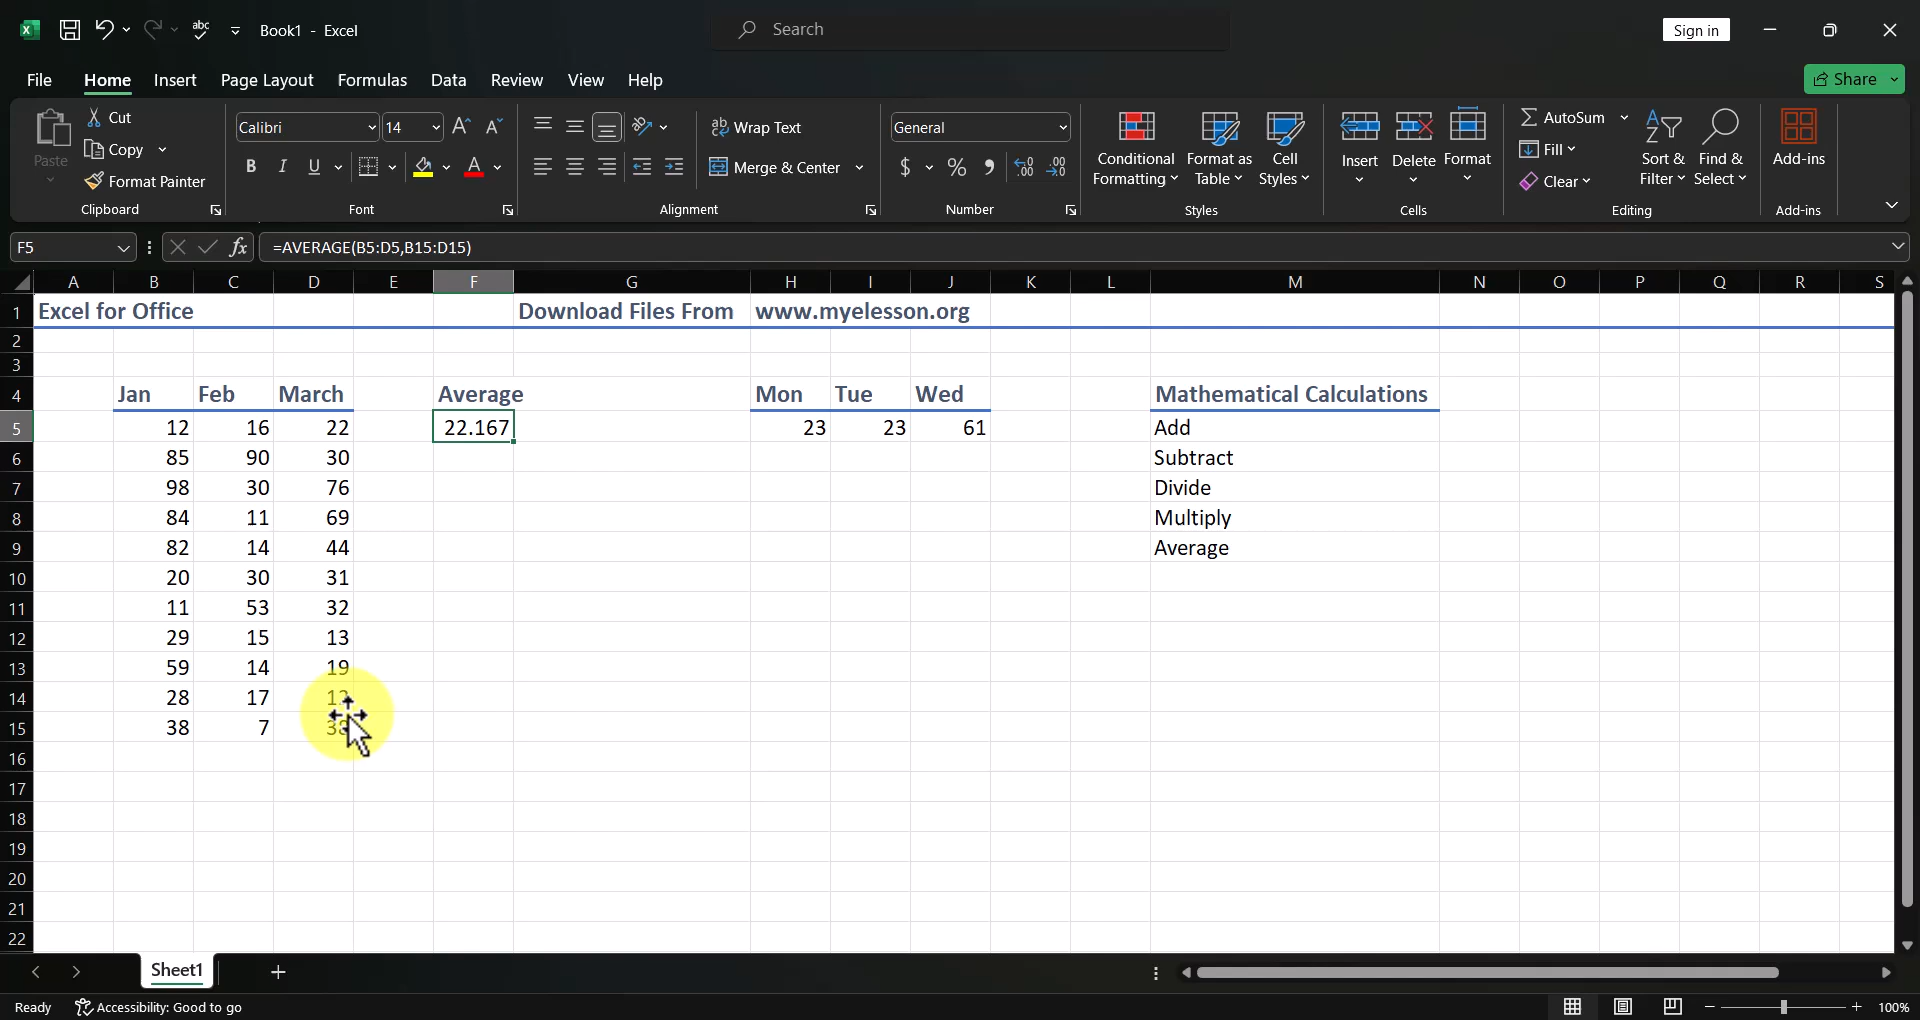 Book1 - Excel
Search
Sign in
File Home Insert Page Layout Formulas Data Review View Help
Share
Paste
Cut
Copy
Format Painter
Clipboard
Calibri 14
B I U
Font
Wrap Text
Merge & Center
Alignment
General
$ % ,
Number
Conditional Formatting
Format as Table
Cell Styles
Styles
Insert Delete Format
Cells
AutoSum
Fill
Clear
Sort & Filter
Find & Select
Editing
Add-ins
Add-ins
F5 fx =AVERAGE(B5:D5,B15:D15)
A B C D E F G H I J K L M N O P Q R S
1 Excel for Office Download Files From www.myelesson.org
2
3
4 Jan Feb March Average Mon Tue Wed Mathematical Calculations
5 12 16 22 22.167 23 23 61 Add
6 85 90 30 Subtract
7 98 30 76 Divide
8 84 11 69 Multiply
9 82 14 44 Average
10 20 30 31
11 11 53 32
12 29 15 13
13 59 14 19
14 28 17
15 38 7
16
17
18
19
20
21
22
Sheet1
Ready Accessibility: Good to go 100%